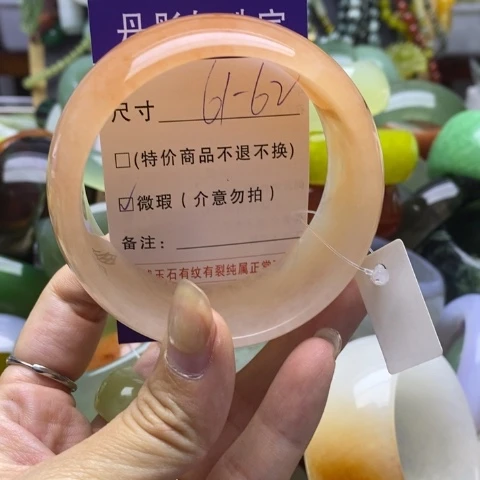 尺寸 61-62
□(特价商品不退不换)
☑微瑕(介意勿拍)
备注:
玉石有纹有裂纯属正常